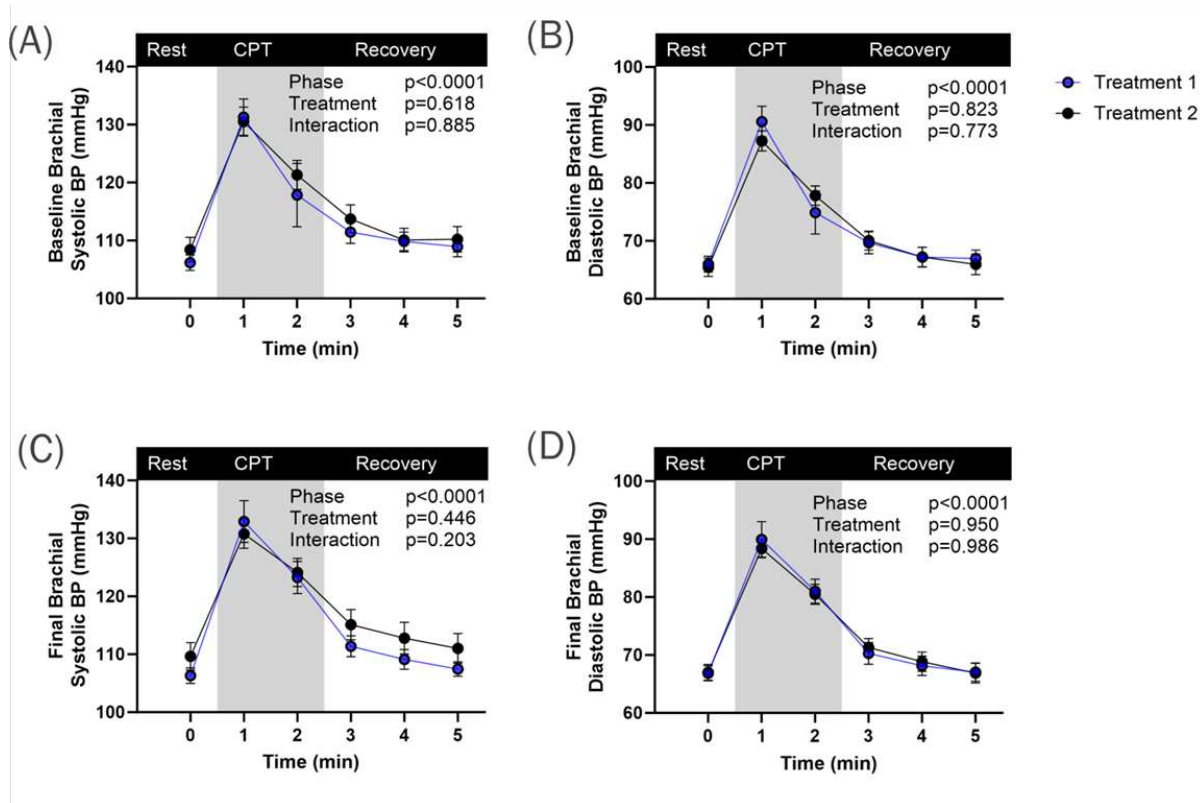 (A)
Rest CPT Recovery
Phase p<0.0001
Treatment p=0.618
Interaction p=0.885
Baseline Brachial
Systolic BP (mmHg)
140
130
120
110
100
0 1 2 3 4 5
Time (min)
(B)
Rest CPT Recovery
Phase p<0.0001
Treatment p=0.823
Interaction p=0.773
Baseline Brachial
Diastolic BP (mmHg)
100
90
80
70
60
0 1 2 3 4 5
Time (min)
Treatment 1
Treatment 2
(C)
Rest CPT Recovery
Phase p<0.0001
Treatment p=0.446
Interaction p=0.203
Final Brachial
Systolic BP (mmHg)
140
130
120
110
100
0 1 2 3 4 5
Time (min)
(D)
Rest CPT Recovery
Phase p<0.0001
Treatment p=0.950
Interaction p=0.986
Final Brachial
Diastolic BP (mmHg)
100
90
80
70
60
0 1 2 3 4 5
Time (min)